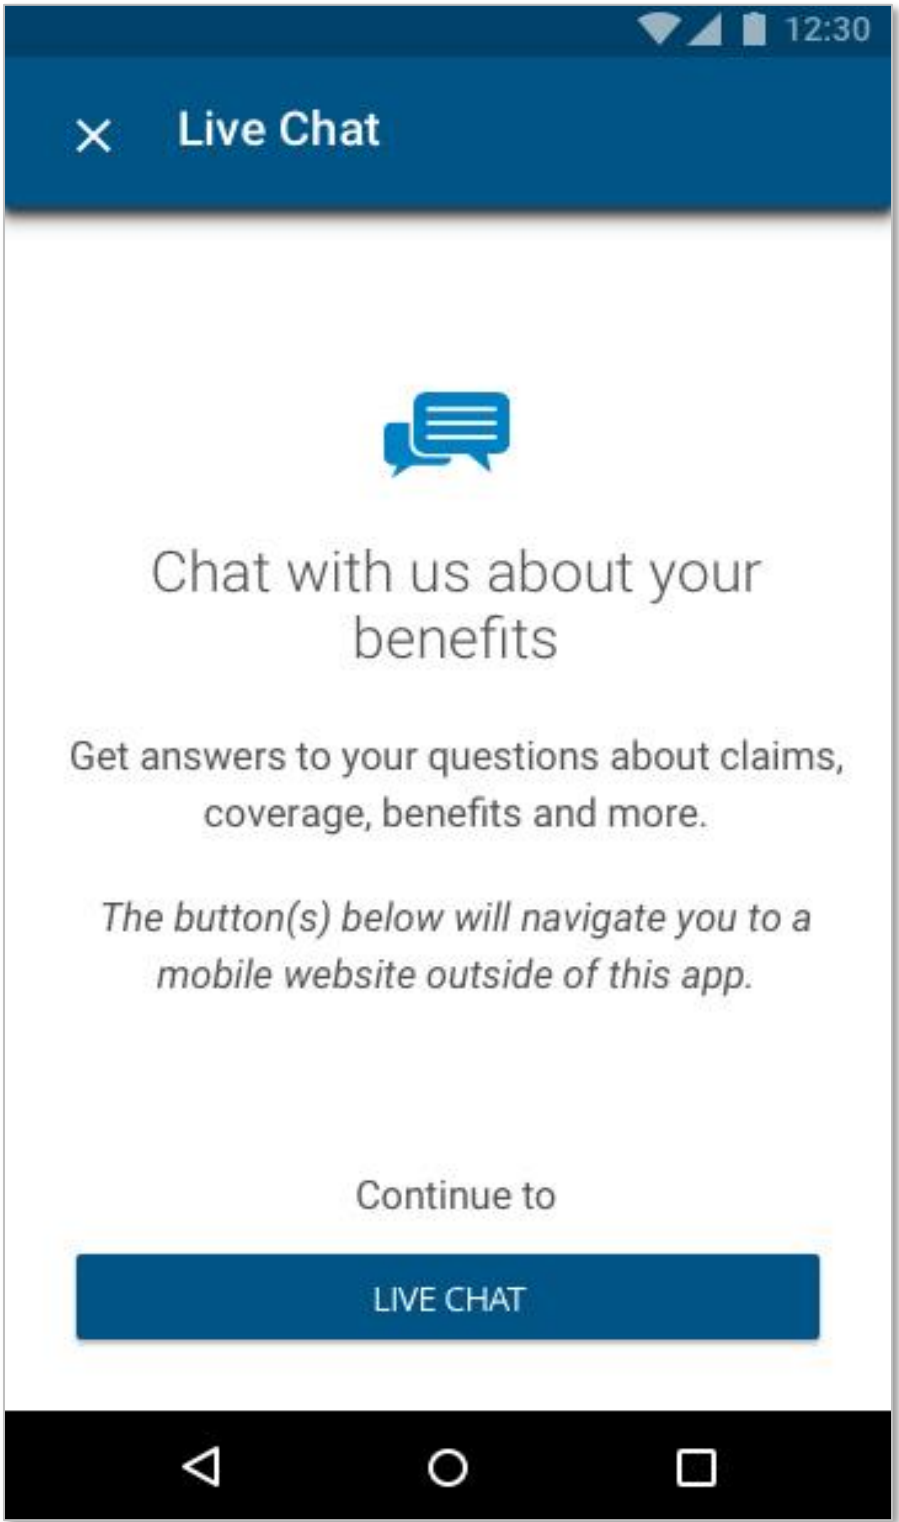 12:30
Live Chat
Chat with us about your
benefits
Get answers to your questions about claims,
coverage, benefits and more.
The button(s) below will navigate you to a
mobile website outside of this app.
Continue to
LIVE CHAT